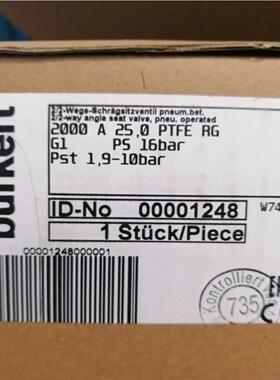 burkert
2/2-Wege-Schrägsitzventil pneum.bet.
2/2-way angle seat valve, pneu. operated
2000 A 25,0 PTFE RG
G1 PS 16bar
Pst 1,9-10bar
ID-No 00001248
W74
1 Stück/Piece
00001248000001
Kontrolliert
735
C